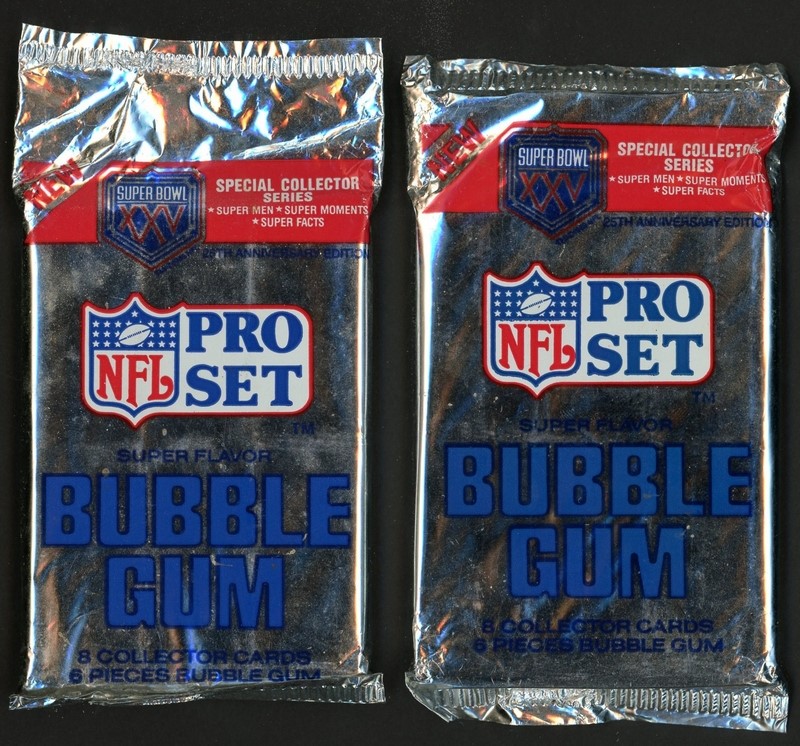 NEW
SUPER BOWL
XXV
SPECIAL COLLECTOR
SERIES
★SUPER MEN★SUPER MOMENTS
★SUPER FACTS
25TH ANNIVERSARY EDITION
NFL
PRO
SET
TM
SUPER FLAVOR
BUBBLE
GUM
8 COLLECTOR CARDS
6 PIECES BUBBLE GUM
NEW
SUPER BOWL
XXV
SPECIAL COLLECTOR
SERIES
★SUPER MEN★SUPER MOMENTS
★SUPER FACTS
25TH ANNIVERSARY EDITION
NFL
PRO
SET
TM
SUPER FLAVOR
BUBBLE
GUM
8 COLLECTOR CARDS
6 PIECES BUBBLE GUM